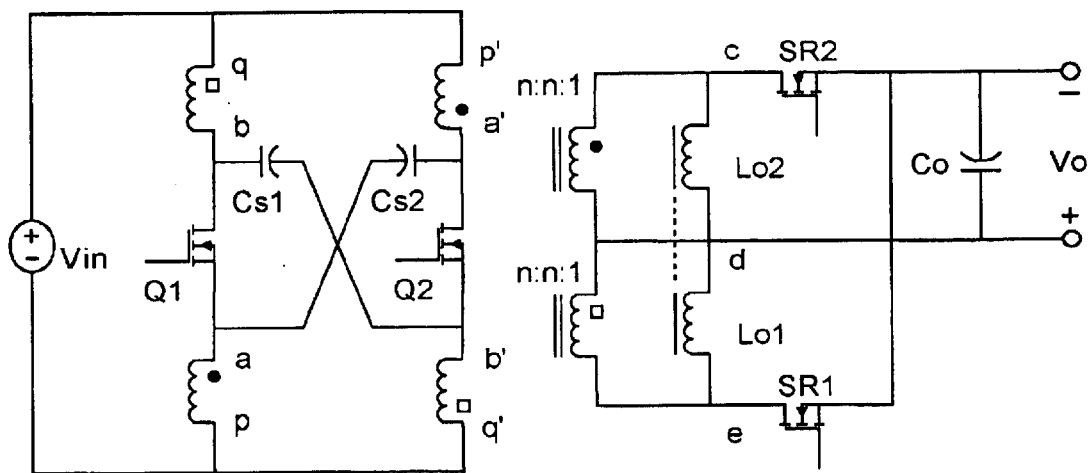 q
b
p'
a'
Cs1
Cs2
Vin
Q1
Q2
a
p
b'
q'
c
SR2
n:n:1
Lo2
Co
Vo
−
+
d
n:n:1
Lo1
SR1
e
+
-